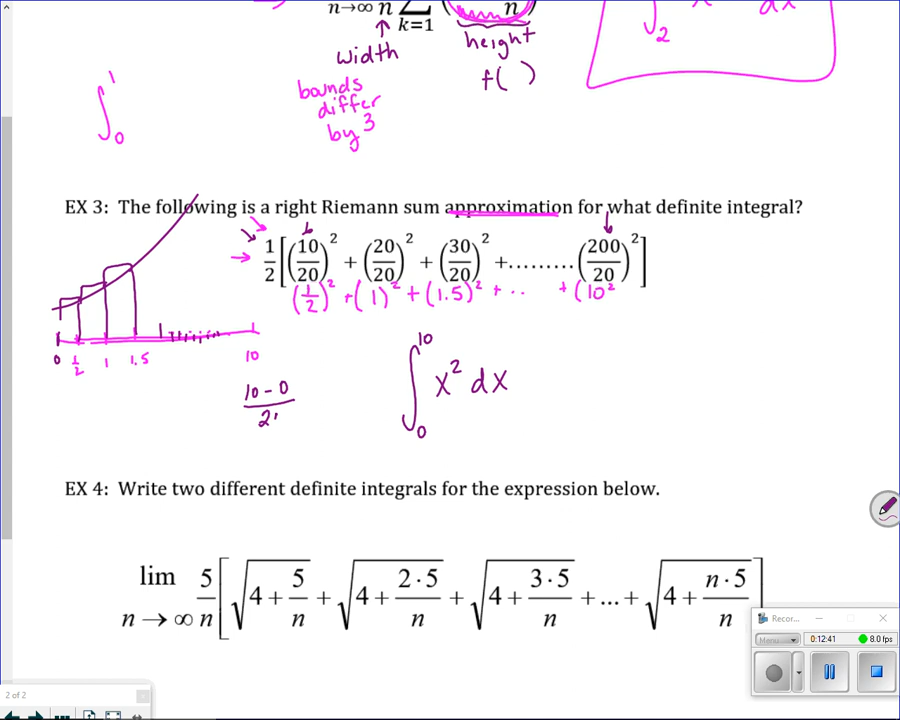 n→∞ n k=1 n
width
height
f( )
∫ 2 x dx
∫ 0 1
bounds
differ
by 3
EX 3: The following is a right Riemann sum approximation for what definite integral?
1/2 [ (10/20)² + (20/20)² + (30/20)² +......... (200/20)² ]
(1/2)² + (1)² + (1.5)² + .. + (10²
0 1/2 1 1.5 10
10 - 0
∫ 0 10 x² dx
EX 4: Write two different definite integrals for the expression below.
lim n → ∞ 5/n [ √(4 + 5/n) + √(4 + 2·5/n) + √(4 + 3·5/n) + ... + √(4 + n·5/n) ]
Recor...
Menu 0:12:41 8.0 fps
2 of 2